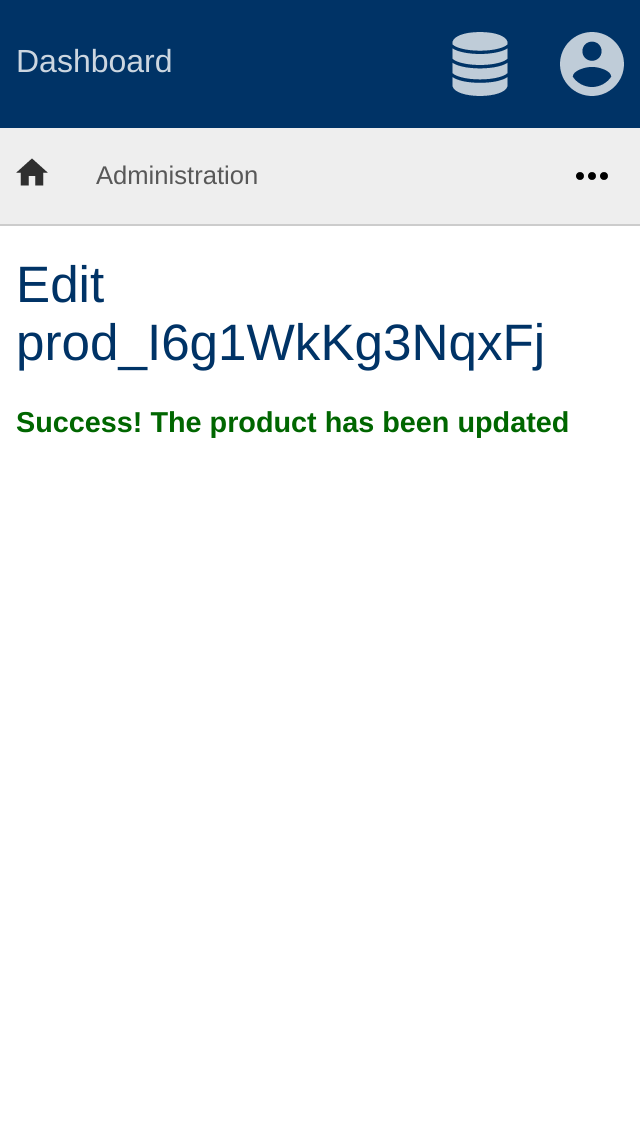 Dashboard
Administration
Edit
prod_I6g1WkKg3NqxFj
Success! The product has been updated